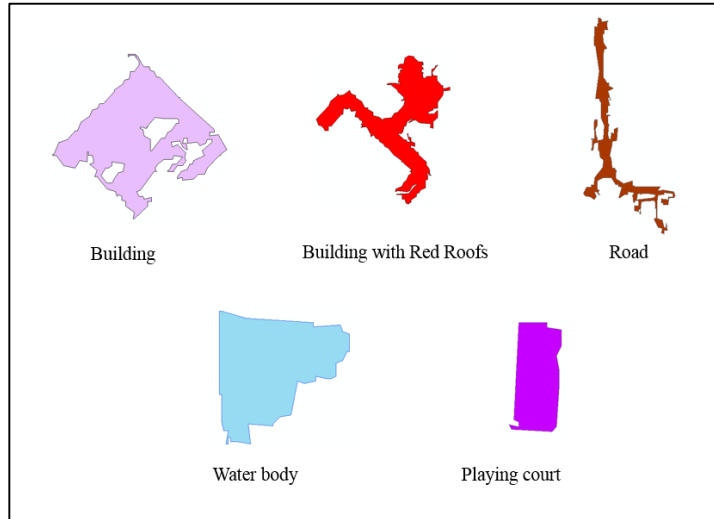 Building
Building with Red Roofs
Road
Water body
Playing court